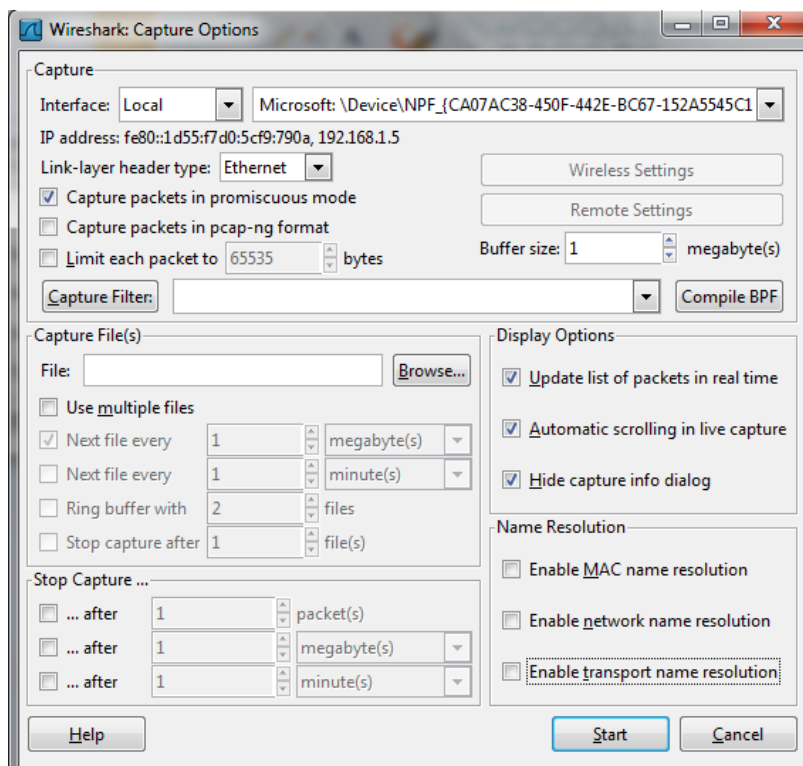 Wireshark: Capture Options
Capture
Interface: Local Microsoft: \Device\NPF_{CA07AC38-450F-442E-BC67-152A5545C1
IP address: fe80::1d55:f7d0:5cf9:790a, 192.168.1.5
Link-layer header type: Ethernet
Wireless Settings
Capture packets in promiscuous mode
Remote Settings
Capture packets in pcap-ng format
Limit each packet to 65535 bytes
Buffer size: 1 megabyte(s)
Capture Filter: Compile BPF
Capture File(s)
File: Browse...
Use multiple files
Next file every 1 megabyte(s)
Next file every 1 minute(s)
Ring buffer with 2 files
Stop capture after 1 file(s)
Display Options
Update list of packets in real time
Automatic scrolling in live capture
Hide capture info dialog
Stop Capture ...
... after 1 packet(s)
... after 1 megabyte(s)
... after 1 minute(s)
Name Resolution
Enable MAC name resolution
Enable network name resolution
Enable transport name resolution
Help Start Cancel